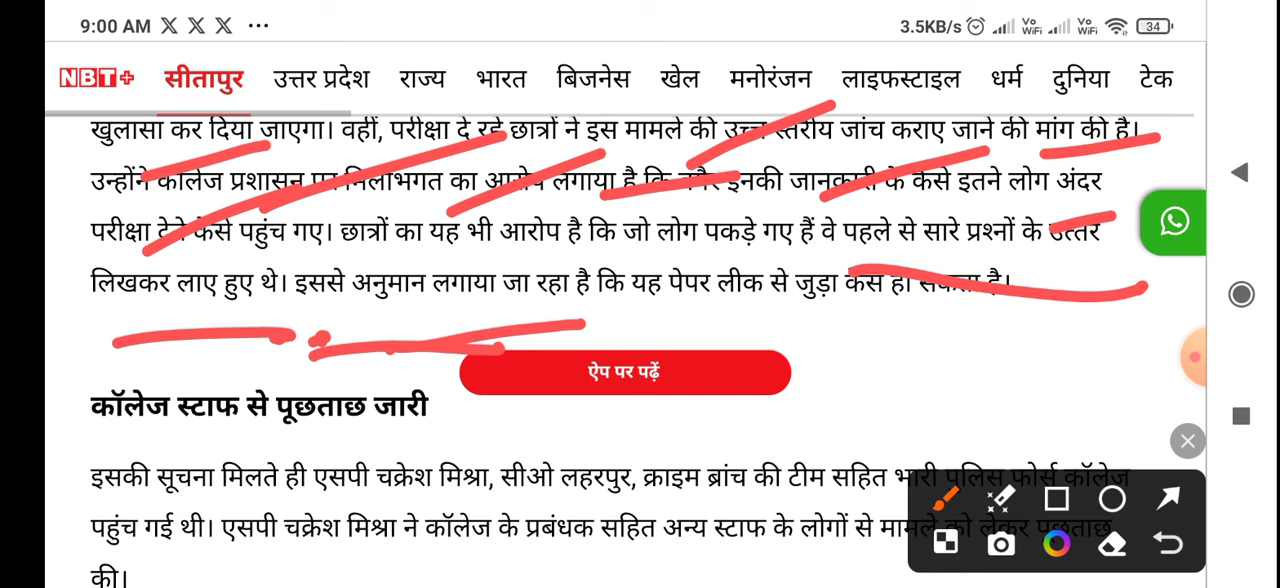 9:00 AM X X X ... 3.5KB/s Vo WiFi Vo WiFi 34
NBT+ सीतापुर उत्तर प्रदेश राज्य भारत बिजनेस खेल मनोरंजन लाइफस्टाइल धर्म दुनिया टेक
खुलासा कर दिया जाएगा। वहीं, परीक्षा दे रहे छात्रों ने इस मामले की उच्च स्तरीय जांच कराए जाने की मांग की है।
उन्होंने कॉलेज प्रशासन पर मिलीभगत का आरोप लगाया है कि बगैर इनकी जानकारी के कैसे इतने लोग अंदर
परीक्षा देने कैसे पहुंच गए। छात्रों का यह भी आरोप है कि जो लोग पकड़े गए हैं वे पहले से सारे प्रश्नों के उत्तर
लिखकर लाए हुए थे। इससे अनुमान लगाया जा रहा है कि यह पेपर लीक से जुड़ा केस हो सकता है।
ऐप पर पढ़ें
कॉलेज स्टाफ से पूछताछ जारी
इसकी सूचना मिलते ही एसपी चक्रेश मिश्रा, सीओ लहरपुर, क्राइम ब्रांच की टीम सहित भारी पुलिस फोर्स कॉलेज
पहुंच गई थी। एसपी चक्रेश मिश्रा ने कॉलेज के प्रबंधक सहित अन्य स्टाफ के लोगों से मामले को लेकर पूछताछ
की।